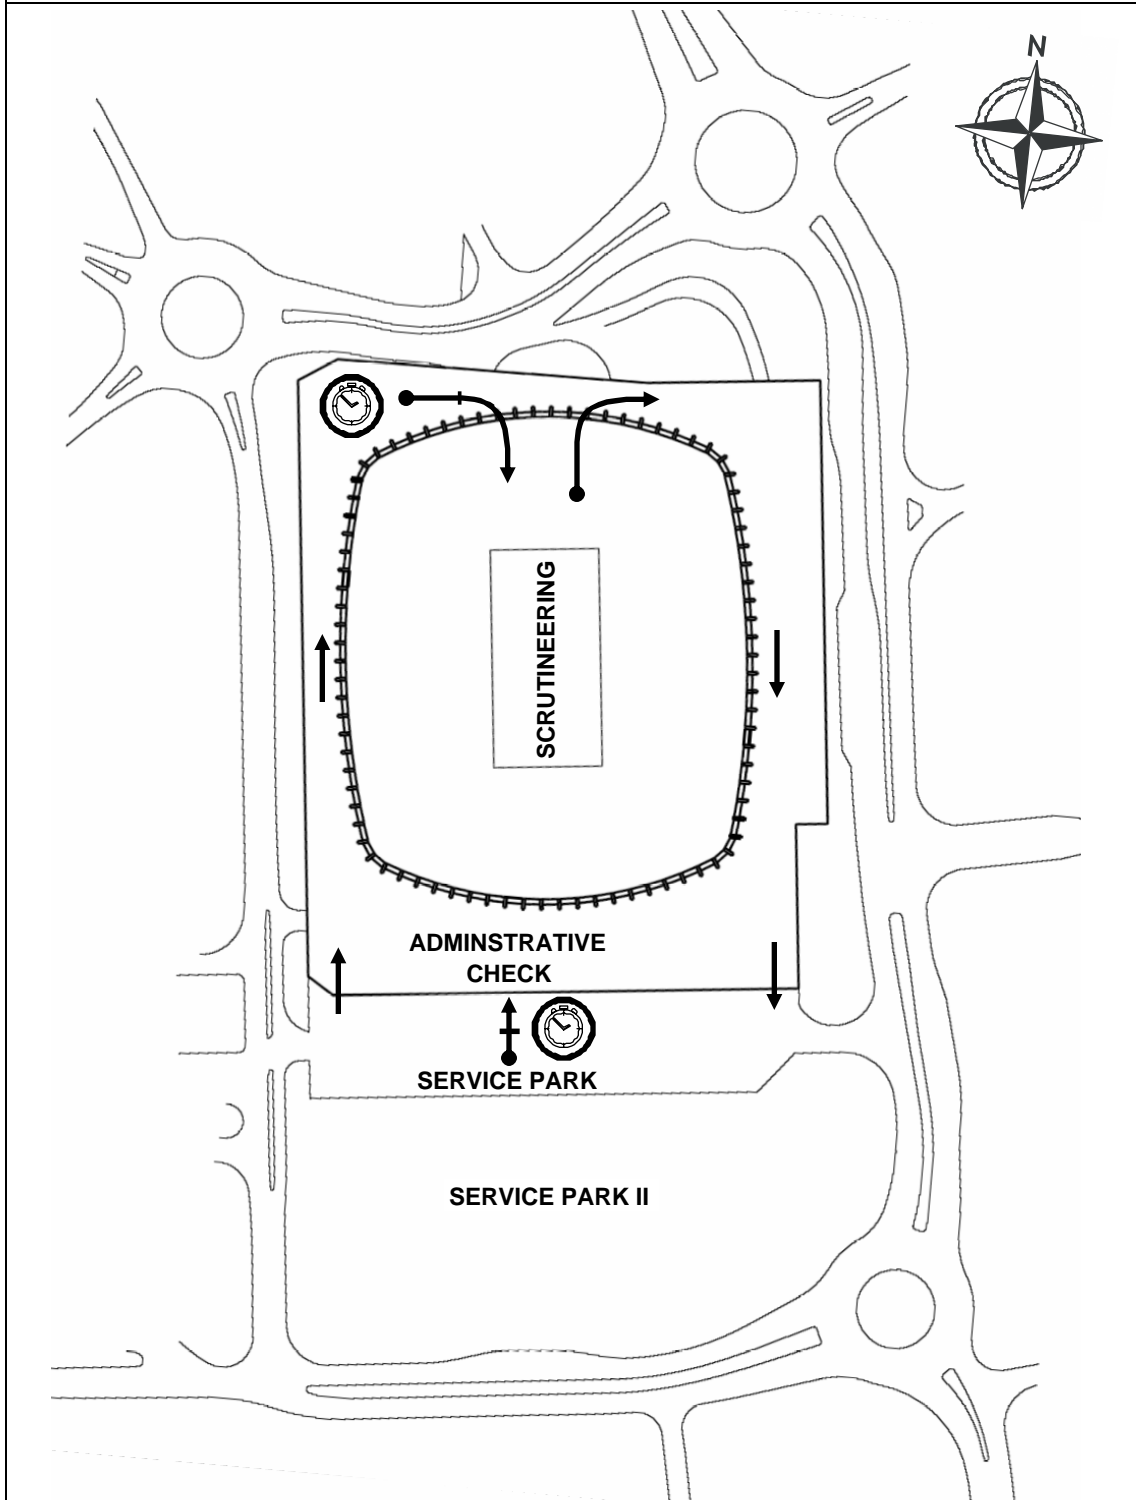 N
SCRUTINEERING
ADMINSTRATIVE
CHECK
SERVICE PARK
SERVICE PARK II